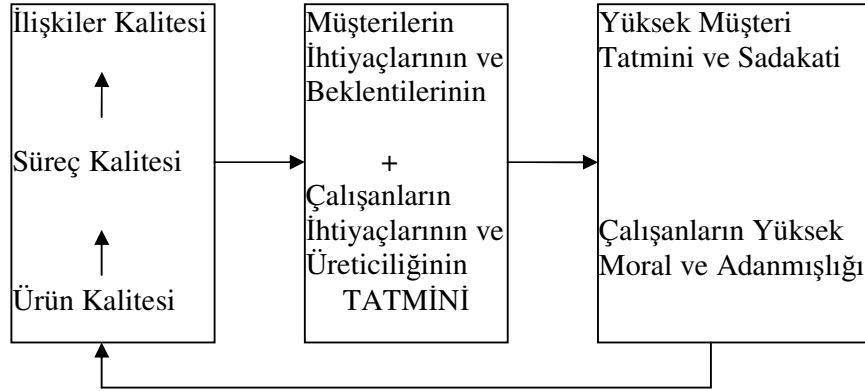 İlişkiler Kalitesi
Süreç Kalitesi
Ürün Kalitesi
Müşterilerin
İhtiyaçlarının ve
Beklentilerinin
+
Çalışanların
İhtiyaçlarının ve
Üreticiliğinin
TATMİNİ
Yüksek Müşteri
Tatmini ve Sadakati
Çalışanların Yüksek
Moral ve Adanmışlığı